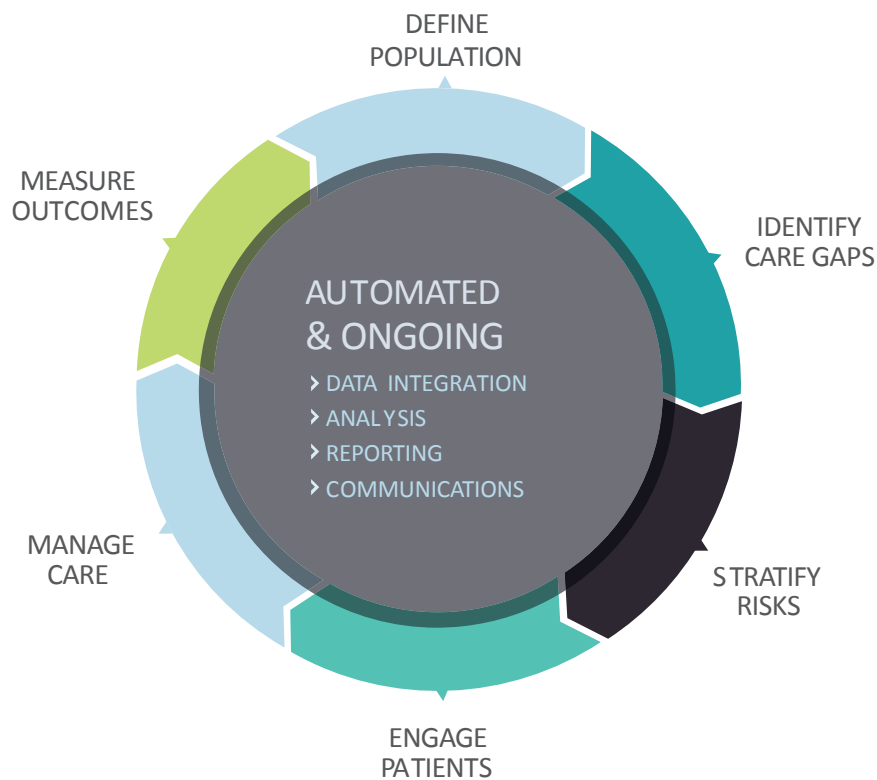 DEFINE
POPULATION
IDENTIFY
CARE GAPS
STRATIFY
RISKS
ENGAGE
PATIENTS
MANAGE
CARE
MEASURE
OUTCOMES
AUTOMATED
& ONGOING
DATA INTEGRATION
ANALYSIS
REPORTING
COMMUNICATIONS